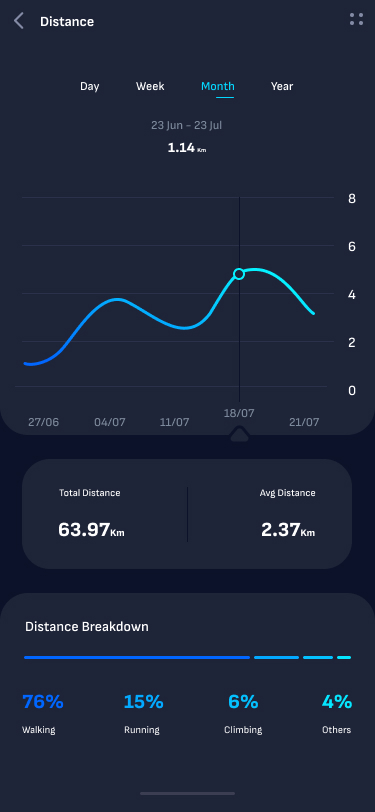 Distance
Day Week Month Year
23 Jun - 23 Jul
1.14 Km
8
6
4
2
0
27/06 04/07 11/07 18/07 21/07
Total Distance Avg Distance
63.97Km 2.37Km
Distance Breakdown
76% 15% 6% 4%
Walking Running Climbing Others